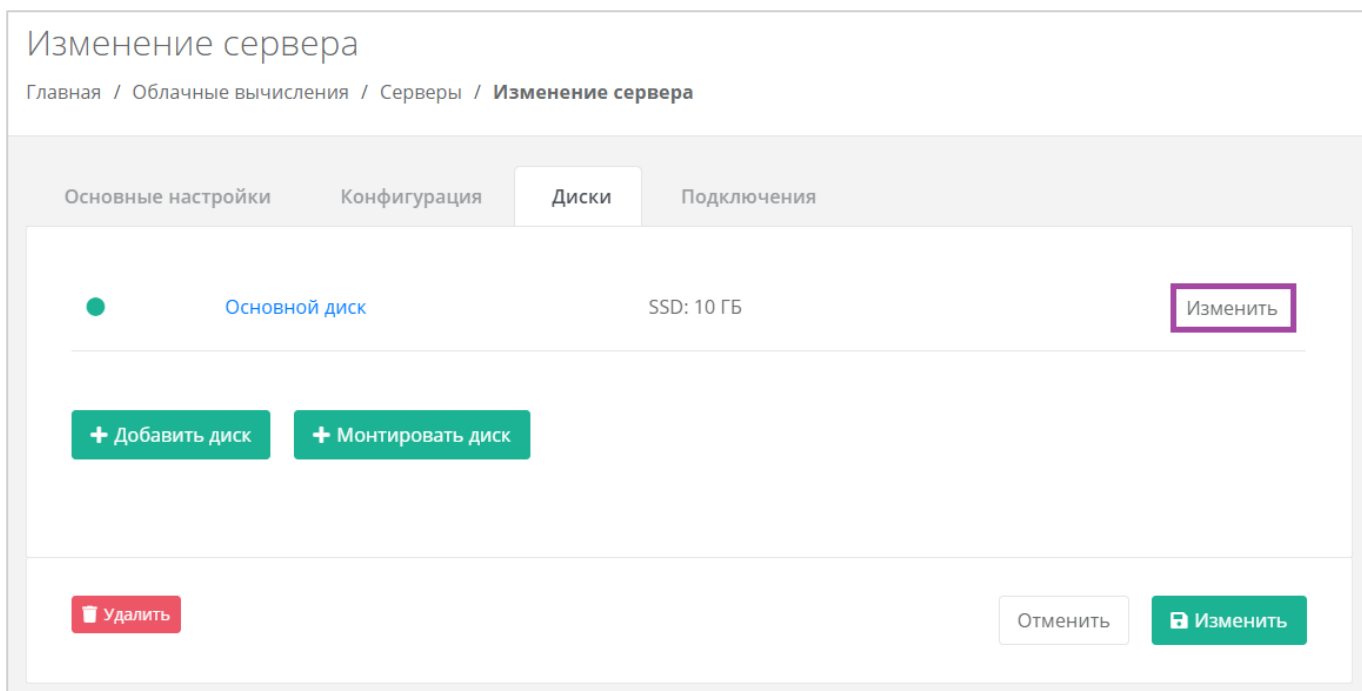 Изменение сервера
Главная / Облачные вычисления / Серверы / Изменение сервера
Основные настройки Конфигурация Диски Подключения
Основной диск SSD: 10 ГБ Изменить
+ Добавить диск + Монтировать диск
Удалить Отменить Изменить